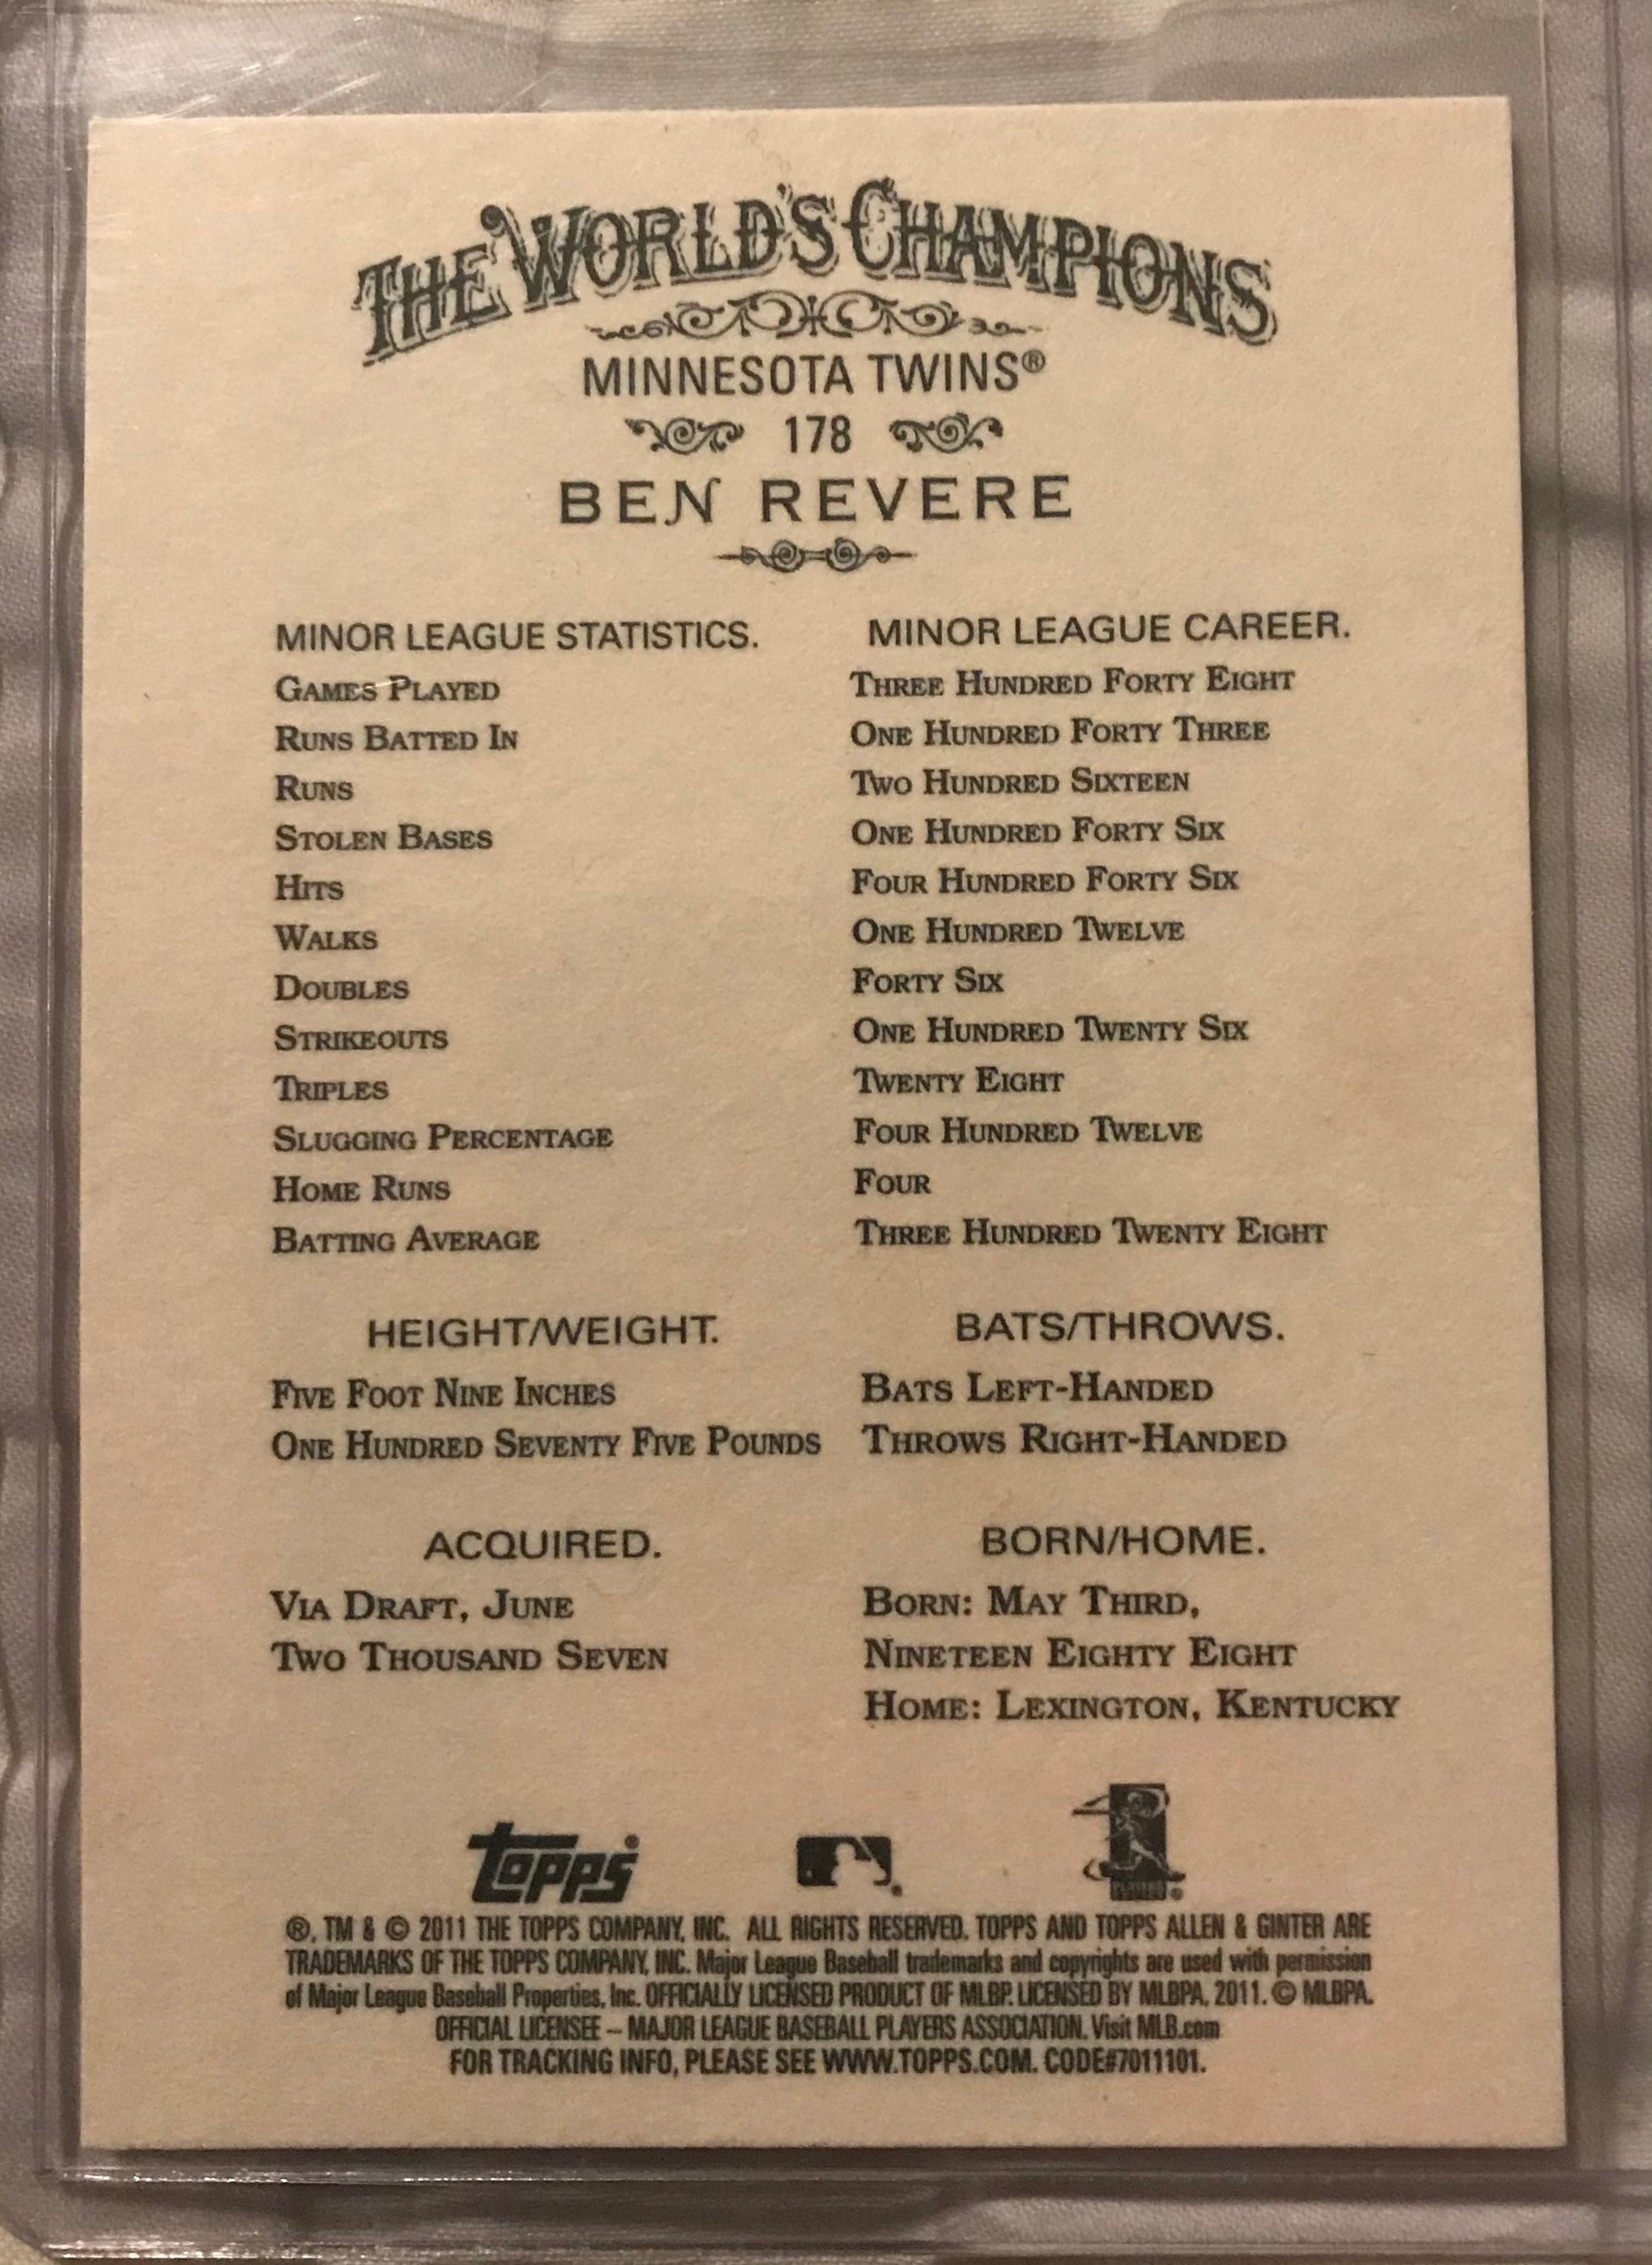 THE WORLD'S CHAMPIONS
MINNESOTA TWINS®
178
BEN REVERE
MINOR LEAGUE STATISTICS. MINOR LEAGUE CAREER.
GAMES PLAYED THREE HUNDRED FORTY EIGHT
RUNS BATTED IN ONE HUNDRED FORTY THREE
RUNS TWO HUNDRED SIXTEEN
STOLEN BASES ONE HUNDRED FORTY SIX
HITS FOUR HUNDRED FORTY SIX
WALKS ONE HUNDRED TWELVE
DOUBLES FORTY SIX
STRIKEOUTS ONE HUNDRED TWENTY SIX
TRIPLES TWENTY EIGHT
SLUGGING PERCENTAGE FOUR HUNDRED TWELVE
HOME RUNS FOUR
BATTING AVERAGE THREE HUNDRED TWENTY EIGHT
HEIGHT/WEIGHT.
FIVE FOOT NINE INCHES
ONE HUNDRED SEVENTY FIVE POUNDS
BATS/THROWS.
BATS LEFT-HANDED
THROWS RIGHT-HANDED
ACQUIRED.
VIA DRAFT, JUNE
TWO THOUSAND SEVEN
BORN/HOME.
BORN: MAY THIRD,
NINETEEN EIGHTY EIGHT
HOME: LEXINGTON, KENTUCKY
TOPPS
®, TM & © 2011 THE TOPPS COMPANY, INC. ALL RIGHTS RESERVED. TOPPS AND TOPPS ALLEN & GINTER ARE
TRADEMARKS OF THE TOPPS COMPANY, INC. Major League Baseball trademarks and copyrights are used with permission
of Major League Baseball Properties, Inc. OFFICIALLY LICENSED PRODUCT OF MLBP. LICENSED BY MLBPA, 2011. © MLBPA.
OFFICIAL LICENSEE – MAJOR LEAGUE BASEBALL PLAYERS ASSOCIATION. Visit MLB.com
FOR TRACKING INFO, PLEASE SEE WWW.TOPPS.COM. CODE#7011101.